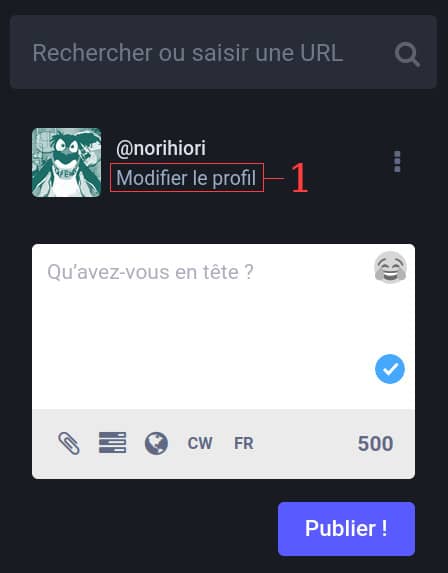 Rechercher ou saisir une URL
@norihiori
Modifier le profil
1
Qu’avez-vous en tête ?
CW FR 500
Publier !